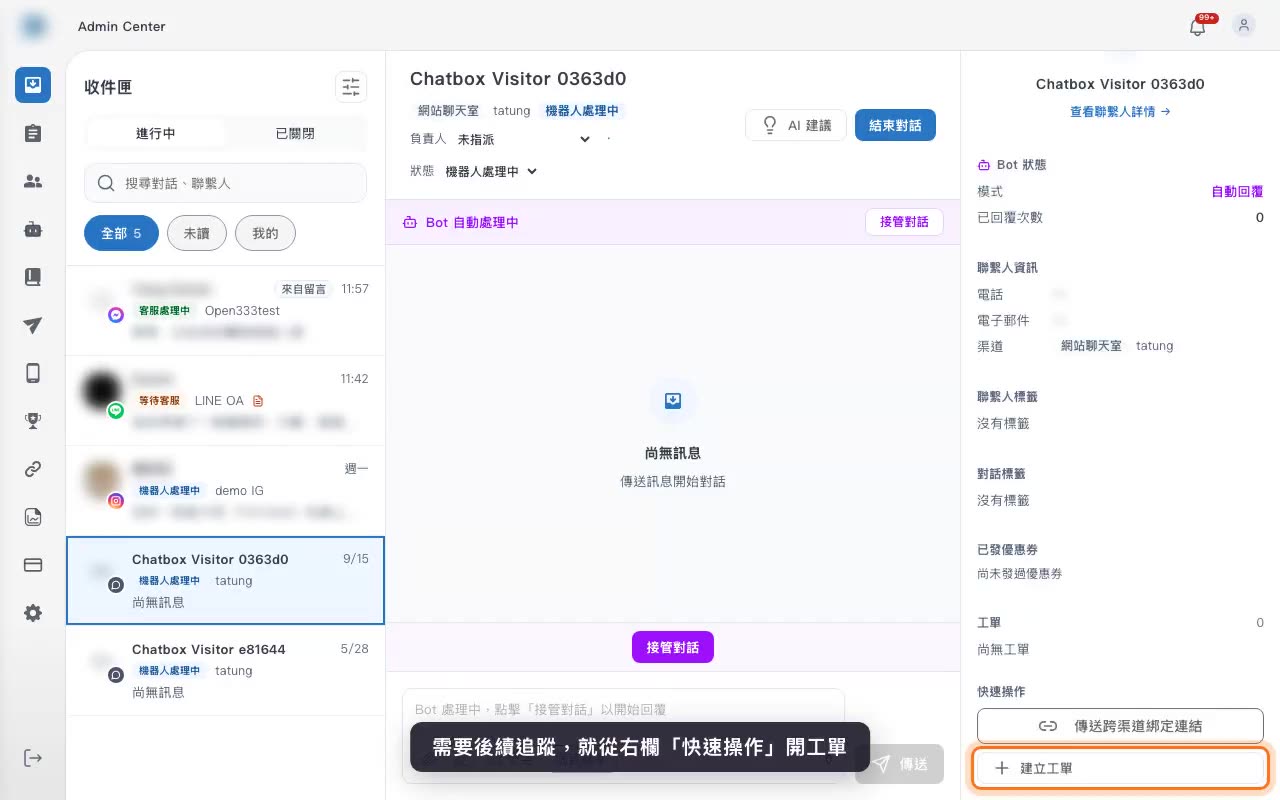 Admin Center
99+
收件匣
進行中
已關閉
搜尋對話、聯繫人
全部 5
未讀
我的
來自留言
11:57
客服處理中
Open333test
11:42
等待客服
LINE OA
週一
機器人處理中
demo IG
Chatbox Visitor 0363d0
9/15
機器人處理中
tatung
尚無訊息
Chatbox Visitor e81644
5/28
機器人處理中
tatung
尚無訊息
Chatbox Visitor 0363d0
網站聊天室 tatung 機器人處理中
負責人 未指派
狀態 機器人處理中
AI 建議
結束對話
Bot 自動處理中
接管對話
尚無訊息
傳送訊息開始對話
接管對話
Bot 處理中，點擊「接管對話」以開始回覆
需要後續追蹤，就從右欄「快速操作」開工單
傳送
Chatbox Visitor 0363d0
查看聯繫人詳情 →
Bot 狀態
模式 自動回覆
已回覆次數 0
聯繫人資訊
電話
電子郵件
渠道 網站聊天室 tatung
聯繫人標籤
沒有標籤
對話標籤
沒有標籤
已發優惠券
尚未發過優惠券
工單 0
尚無工單
快速操作
傳送跨渠道綁定連結
建立工單